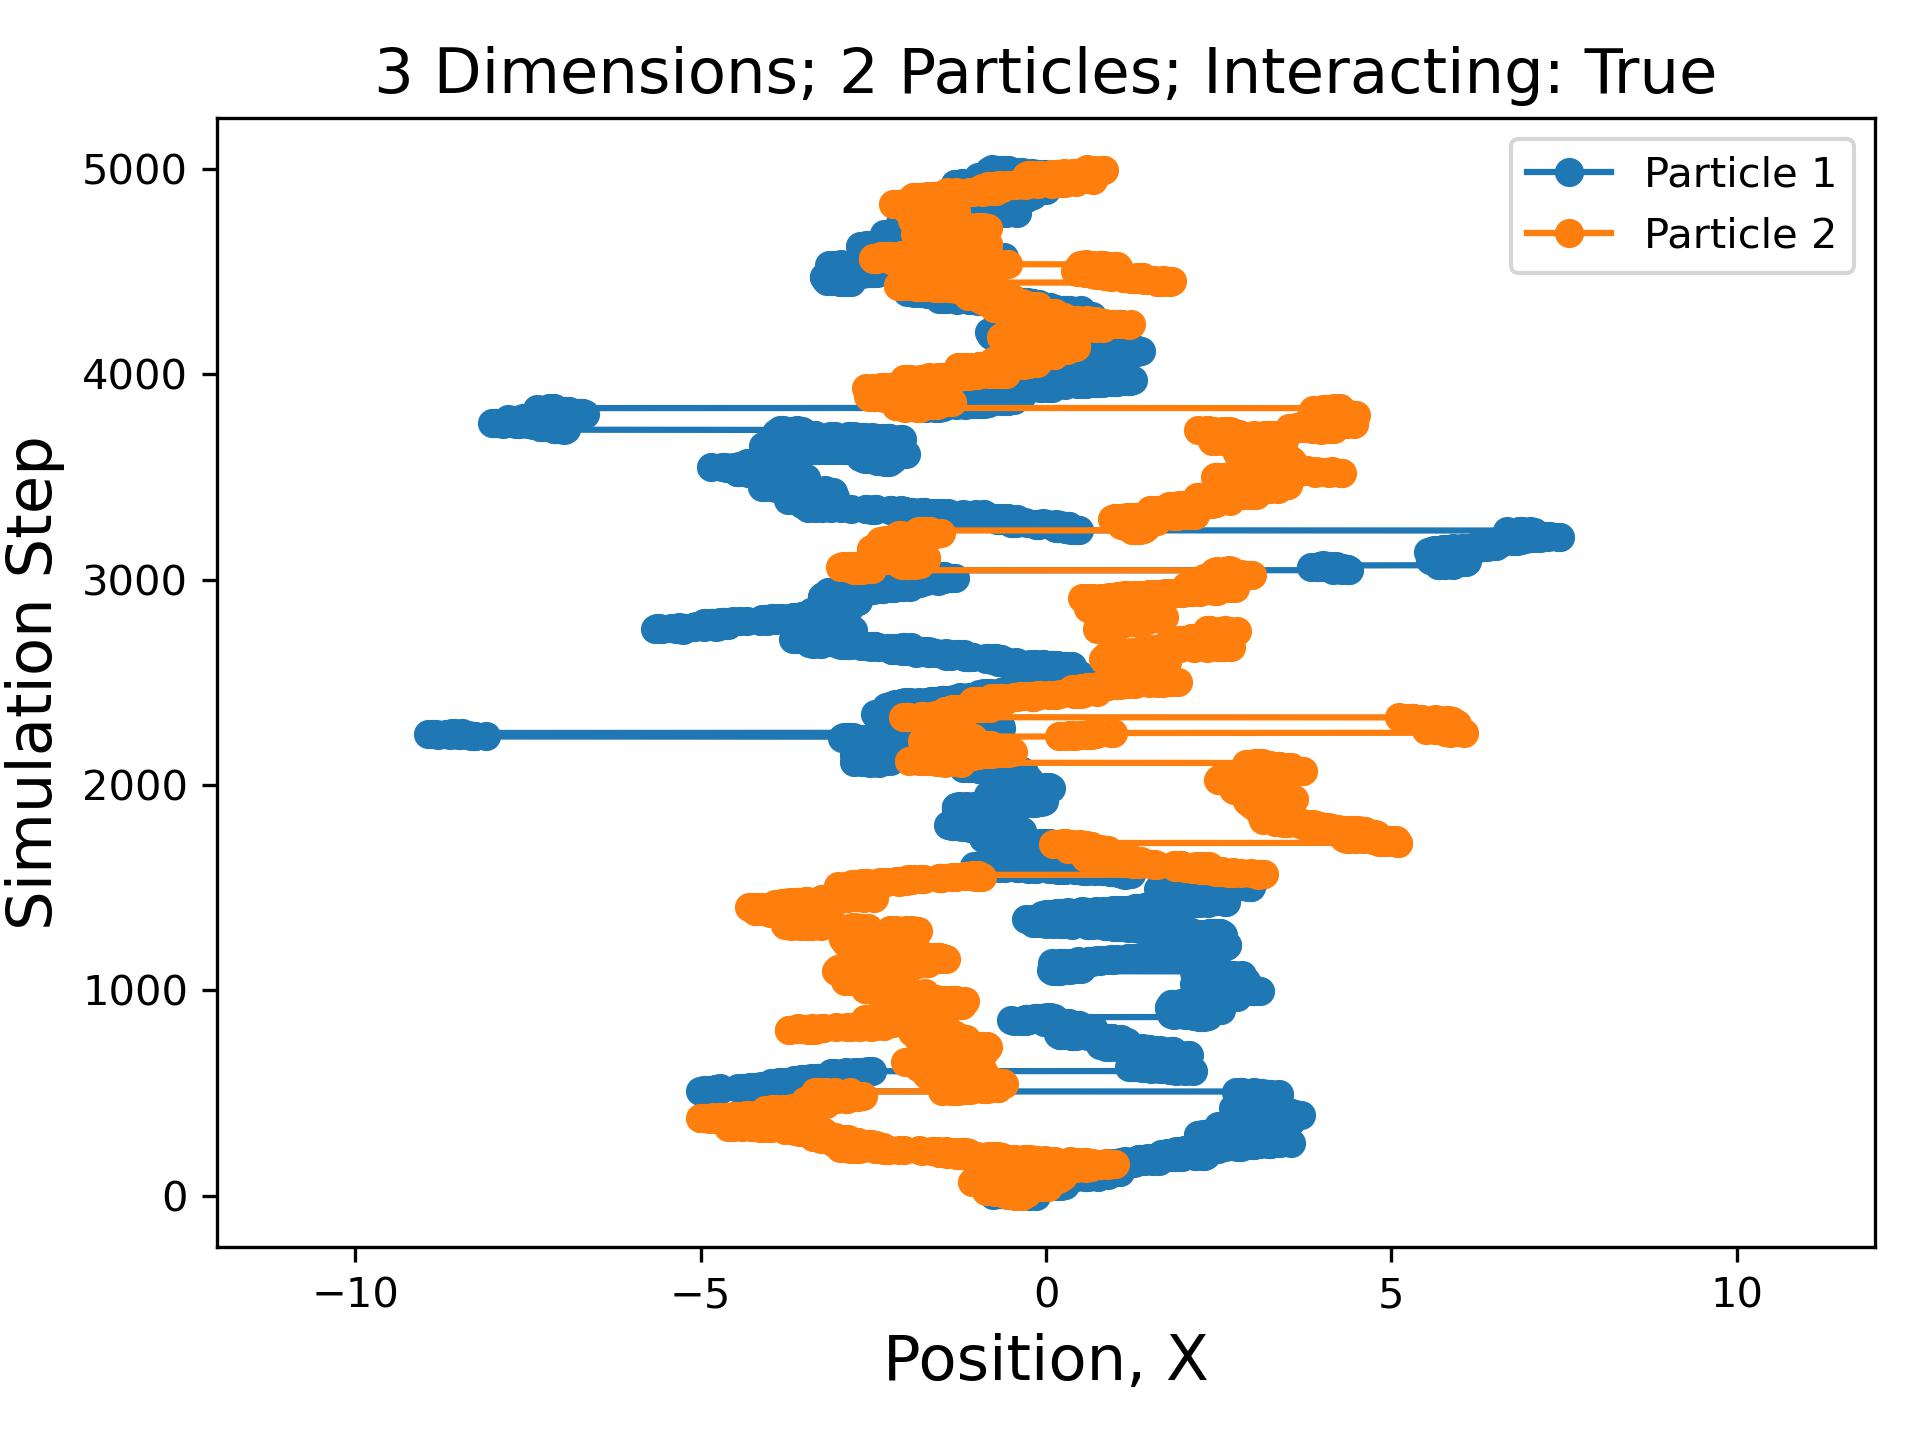 3 Dimensions; 2 Particles; Interacting: True
Particle 1
Particle 2
5000
4000
3000
2000
1000
0
Simulation Step
−10
−5
0
5
10
Position, X